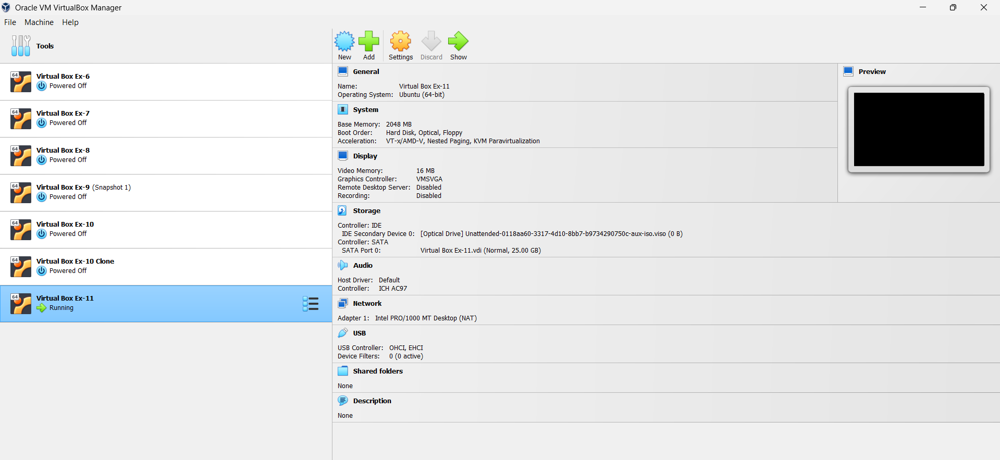 Oracle VM VirtualBox Manager
File Machine Help
Tools
New Add Settings Discard Show
64
Virtual Box Ex-6
Powered Off
64
Virtual Box Ex-7
Powered Off
64
Virtual Box Ex-8
Powered Off
64
Virtual Box Ex-9 (Snapshot 1)
Powered Off
64
Virtual Box Ex-10
Powered Off
64
Virtual Box Ex-10 Clone
Powered Off
64
Virtual Box Ex-11
Running
General
Name: Virtual Box Ex-11
Operating System: Ubuntu (64-bit)
System
Base Memory: 2048 MB
Boot Order: Hard Disk, Optical, Floppy
Acceleration: VT-x/AMD-V, Nested Paging, KVM Paravirtualization
Display
Video Memory: 16 MB
Graphics Controller: VMSVGA
Remote Desktop Server: Disabled
Recording: Disabled
Storage
Controller: IDE
IDE Secondary Device 0: [Optical Drive] Unattended-0118aa60-3317-4d10-8bb7-b9734290750c-aux-iso.viso (0 B)
Controller: SATA
SATA Port 0: Virtual Box Ex-11.vdi (Normal, 25.00 GB)
Audio
Host Driver: Default
Controller: ICH AC97
Network
Adapter 1: Intel PRO/1000 MT Desktop (NAT)
USB
USB Controller: OHCI, EHCI
Device Filters: 0 (0 active)
Shared folders
None
Description
None
Preview